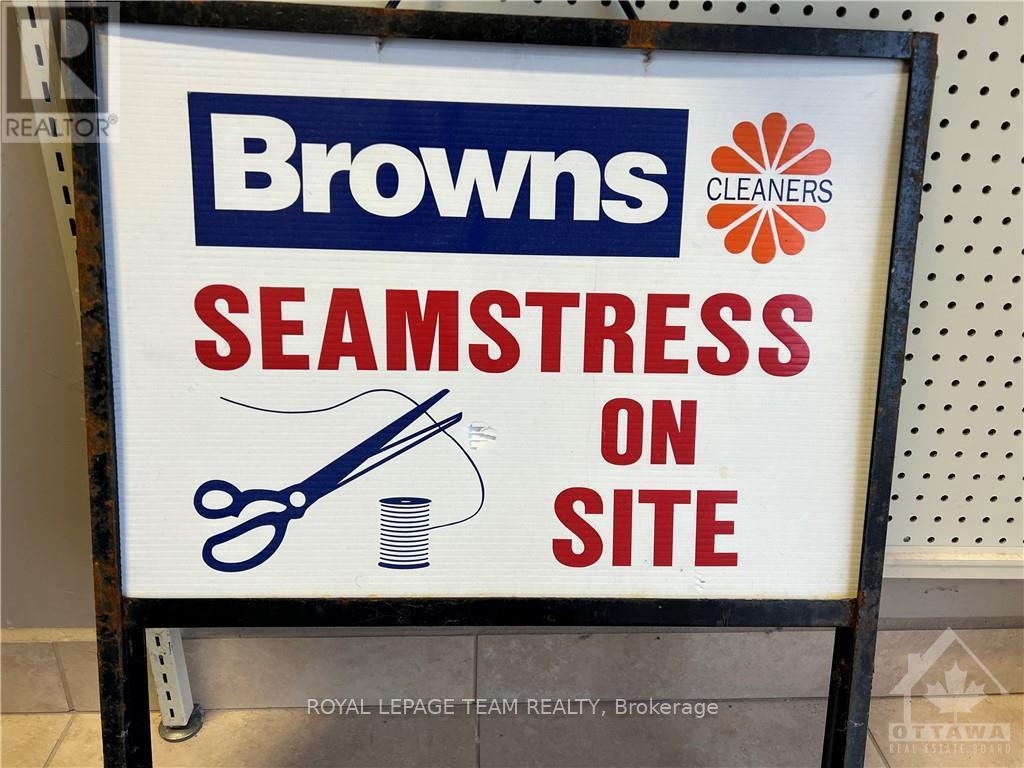 R
REALTOR®
Browns
CLEANERS
SEAMSTRESS
ON
SITE
ROYAL LEPAGE TEAM REALTY, Brokerage
OTTAWA
REAL ESTATE BOARD